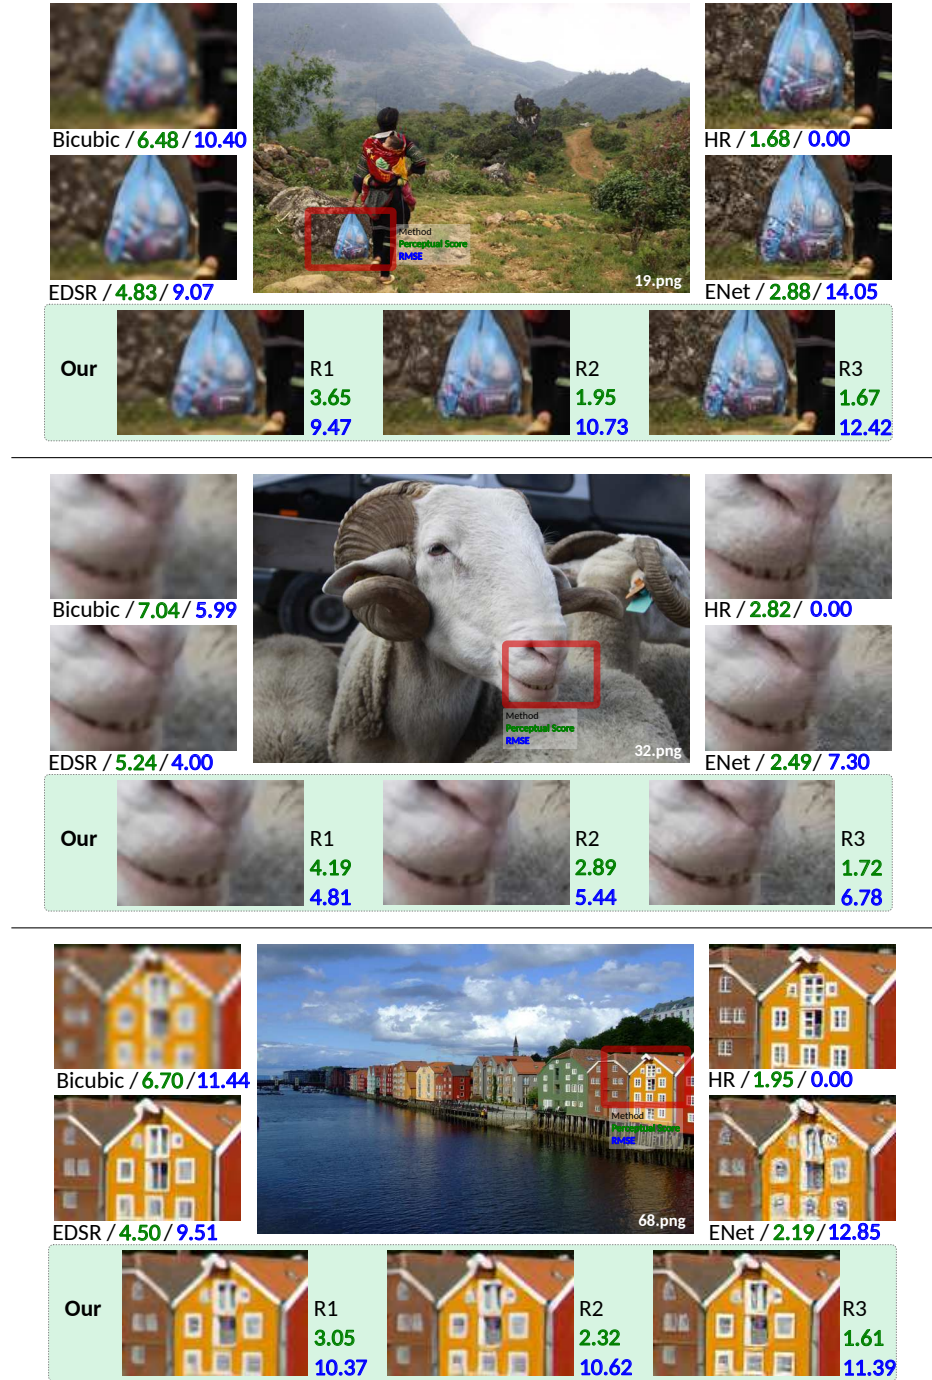 Bicubic / 6.48 / 10.40
HR / 1.68 / 0.00
Method
Perceptual Score
RMSE
19.png
EDSR / 4.83 / 9.07
ENet / 2.88 / 14.05
Our
R1
3.65
9.47
R2
1.95
10.73
R3
1.67
12.42
Bicubic / 7.04 / 5.99
HR / 2.82 / 0.00
Method
Perceptual Score
RMSE
32.png
EDSR / 5.24 / 4.00
ENet / 2.49 / 7.30
Our
R1
4.19
4.81
R2
2.89
5.44
R3
1.72
6.78
Bicubic / 6.70 / 11.44
HR / 1.95 / 0.00
Method
Perceptual Score
RMSE
68.png
EDSR / 4.50 / 9.51
ENet / 2.19 / 12.85
Our
R1
3.05
10.37
R2
2.32
10.62
R3
1.61
11.39